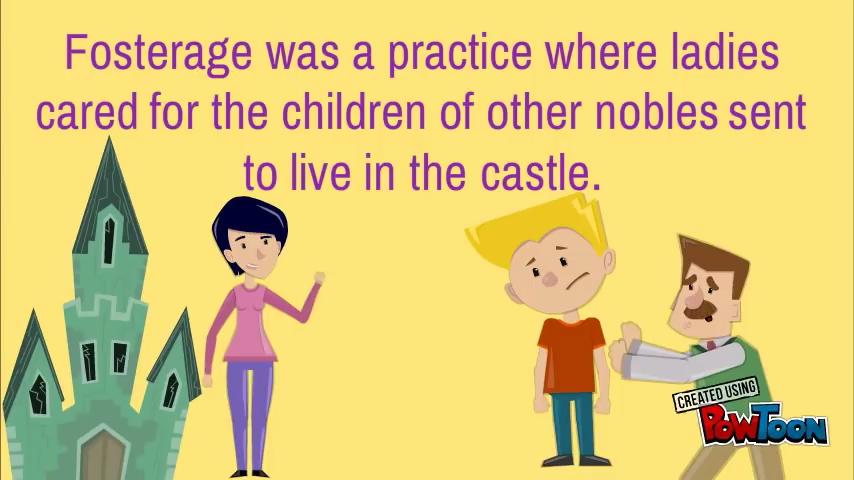 Fosterage was a practice where ladies
cared for the children of other nobles sent
to live in the castle.
CREATED USING
POWTOON